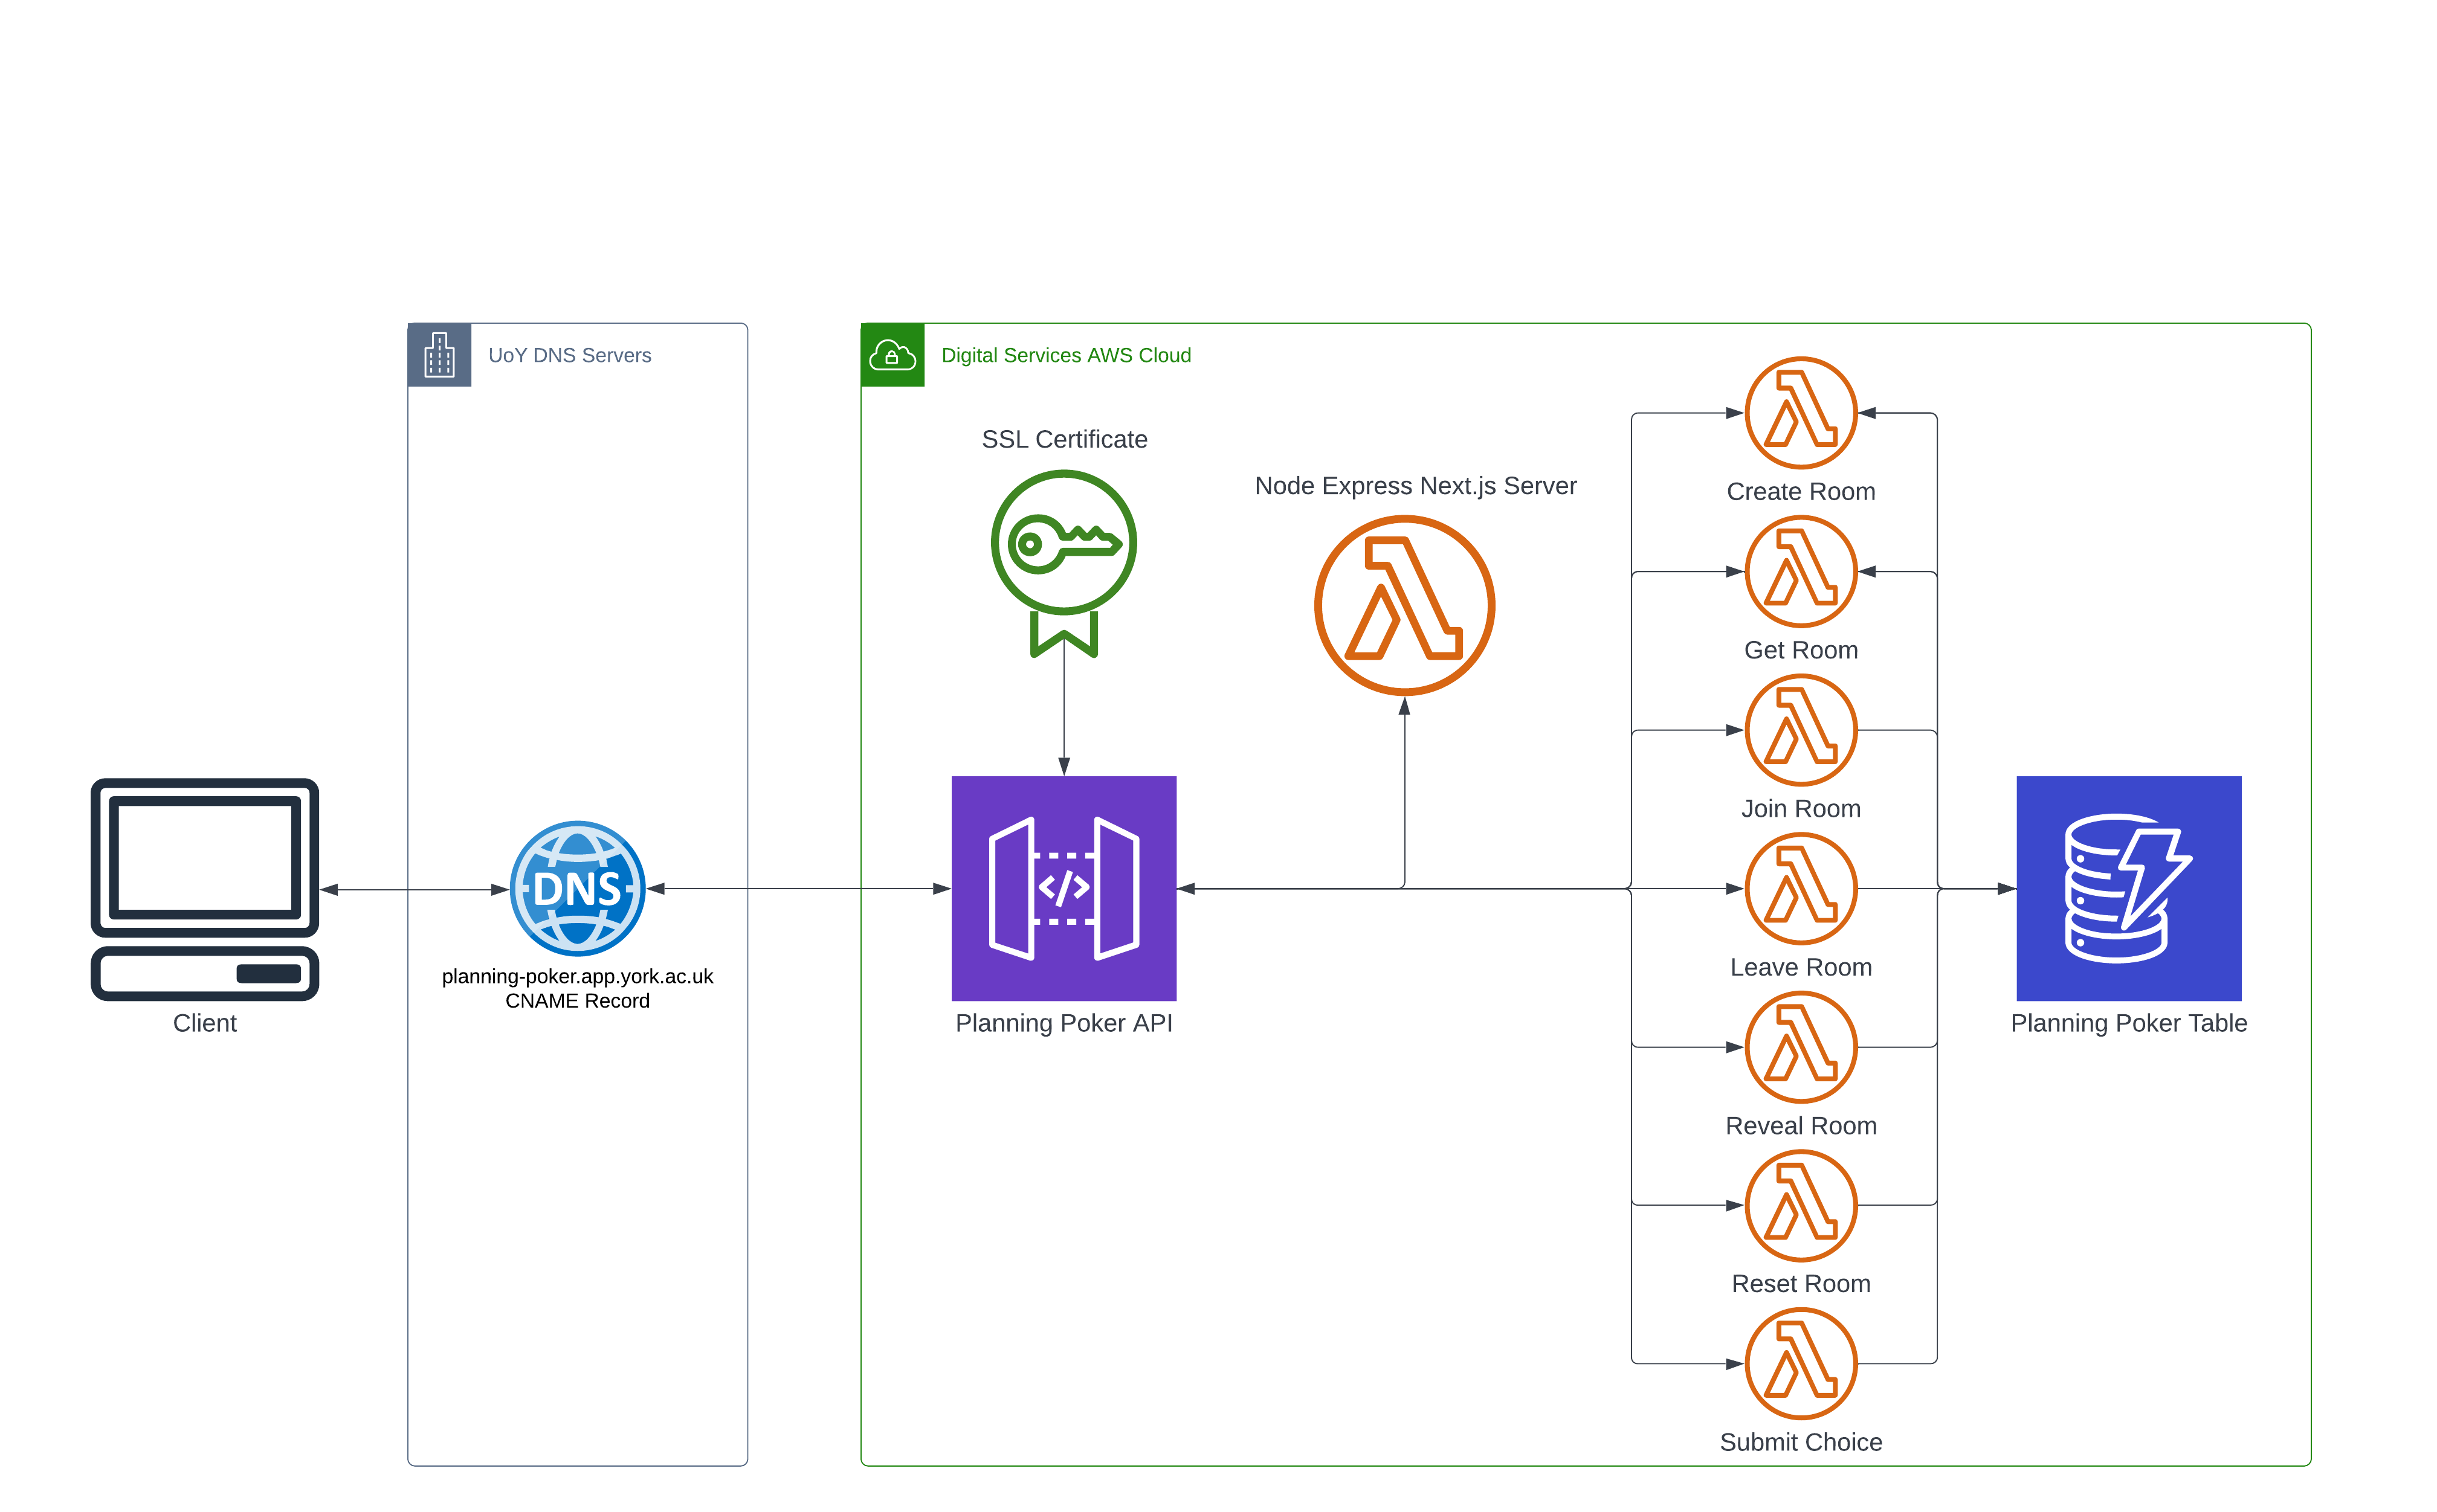 UoY DNS Servers
Digital Services AWS Cloud
SSL Certificate
Node Express Next.js Server
Create Room
Get Room
Join Room
Leave Room
Reveal Room
Reset Room
Submit Choice
DNS
planning-poker.app.york.ac.uk
CNAME Record
Client
Planning Poker API
Planning Poker Table